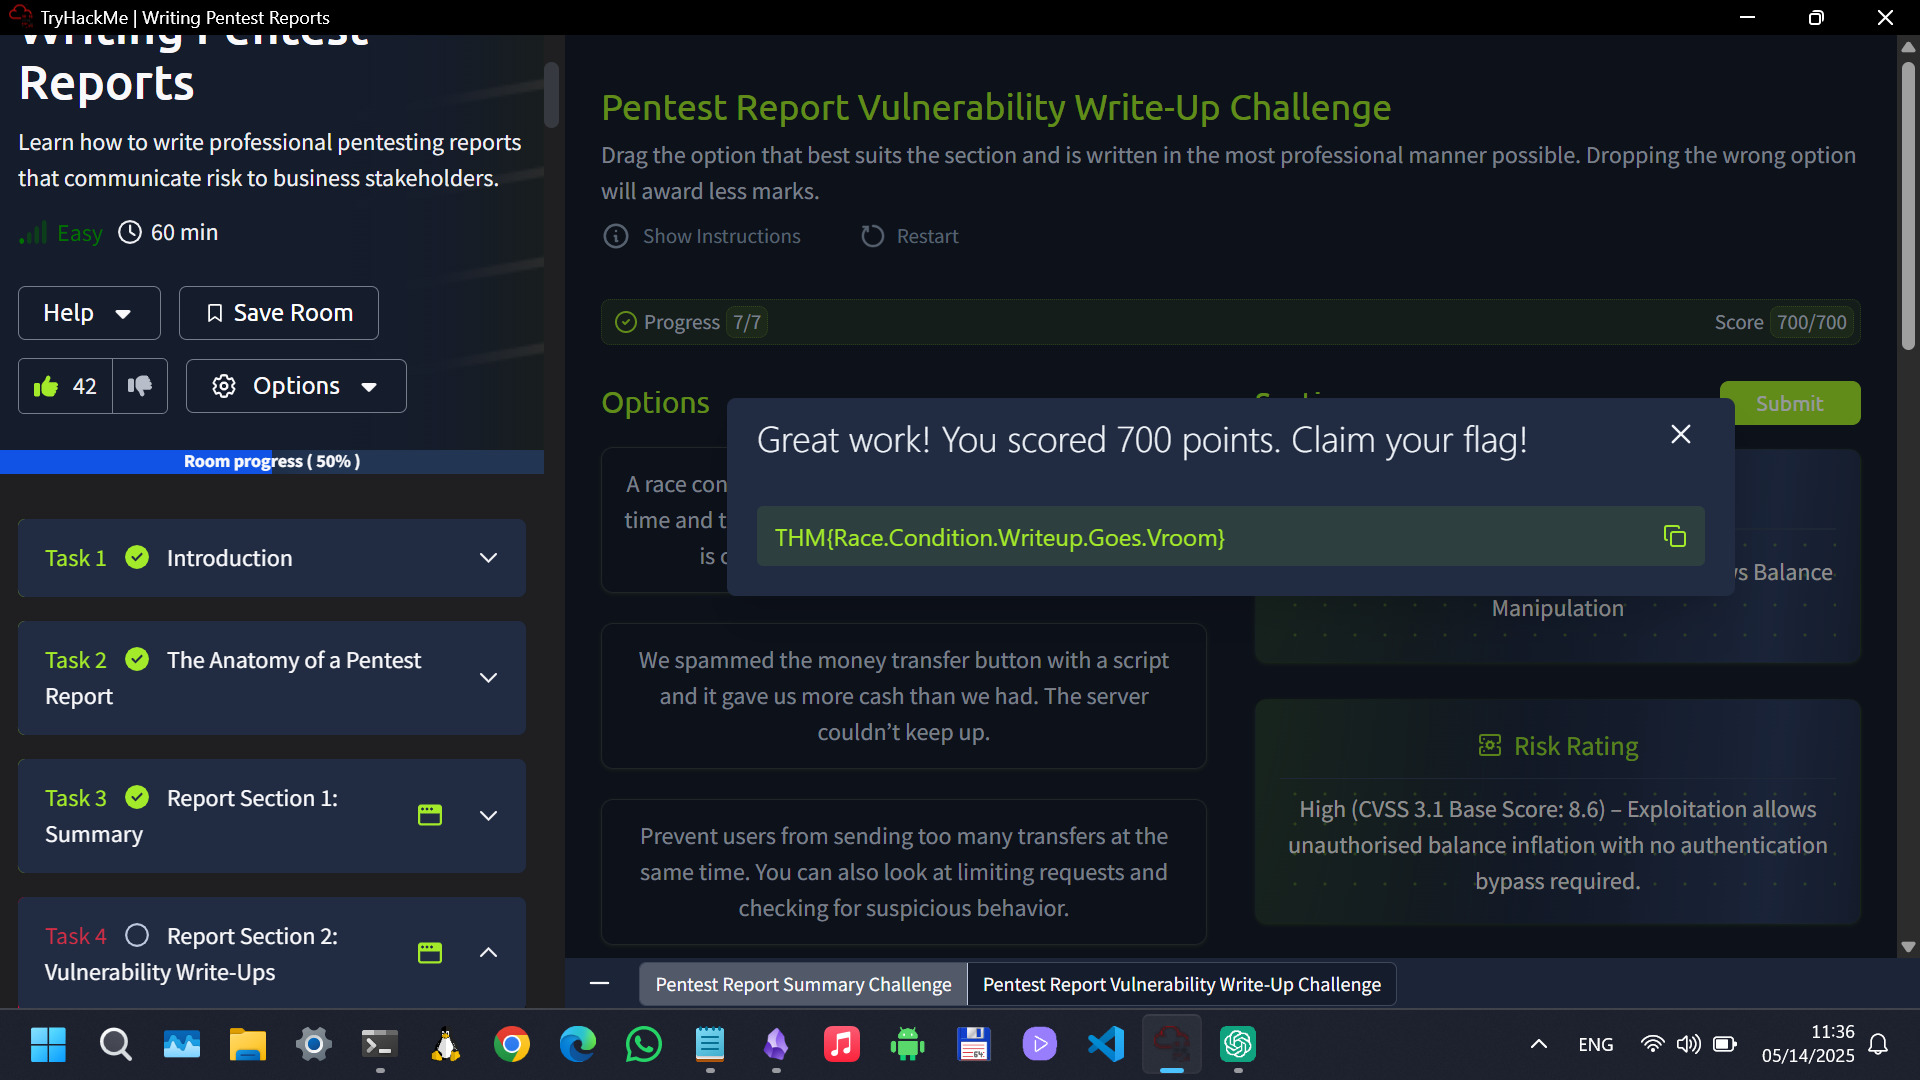 TryHackMe | Writing Pentest Reports
Writing Pentest
Reports
Learn how to write professional pentesting reports
that communicate risk to business stakeholders.
Easy 60 min
Help Save Room
42 Options
Room progress ( 50% )
Task 1 Introduction
Task 2 The Anatomy of a Pentest
Report
Task 3 Report Section 1:
Summary
Task 4 Report Section 2:
Vulnerability Write-Ups
Pentest Report Vulnerability Write-Up Challenge
Drag the option that best suits the section and is written in the most professional manner possible. Dropping the wrong option
will award less marks.
Show Instructions Restart
Progress 7/7 Score 700/700
Options Submit
Great work! You scored 700 points. Claim your flag!
THM{Race.Condition.Writeup.Goes.Vroom}
A race con
time and t
is c
We spammed the money transfer button with a script
and it gave us more cash than we had. The server
couldn't keep up.
Prevent users from sending too many transfers at the
same time. You can also look at limiting requests and
checking for suspicious behavior.
Balance
Manipulation
Risk Rating
High (CVSS 3.1 Base Score: 8.6) – Exploitation allows
unauthorised balance inflation with no authentication
bypass required.
Pentest Report Summary Challenge Pentest Report Vulnerability Write-Up Challenge
64
ENG
11:36
05/14/2025